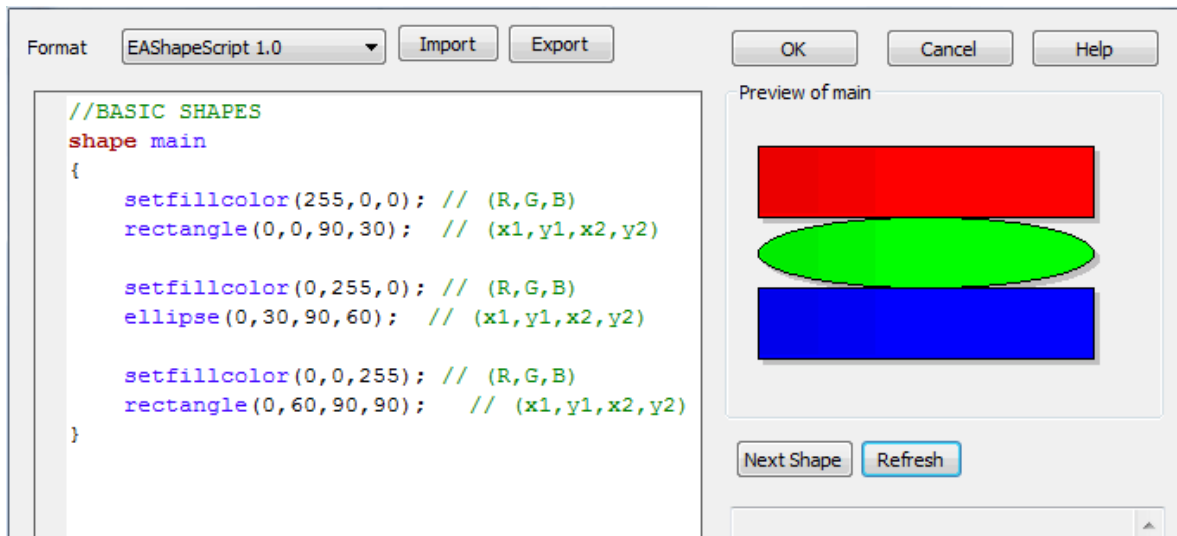 Format EAShapeScript 1.0 Import Export OK Cancel Help
Preview of main
//BASIC SHAPES
shape main
{
setfillcolor(255,0,0); // (R,G,B)
rectangle(0,0,90,30);  // (x1,y1,x2,y2)
setfillcolor(0,255,0); // (R,G,B)
ellipse(0,30,90,60);  // (x1,y1,x2,y2)
setfillcolor(0,0,255); // (R,G,B)
rectangle(0,60,90,90);   // (x1,y1,x2,y2)
}
Next Shape Refresh